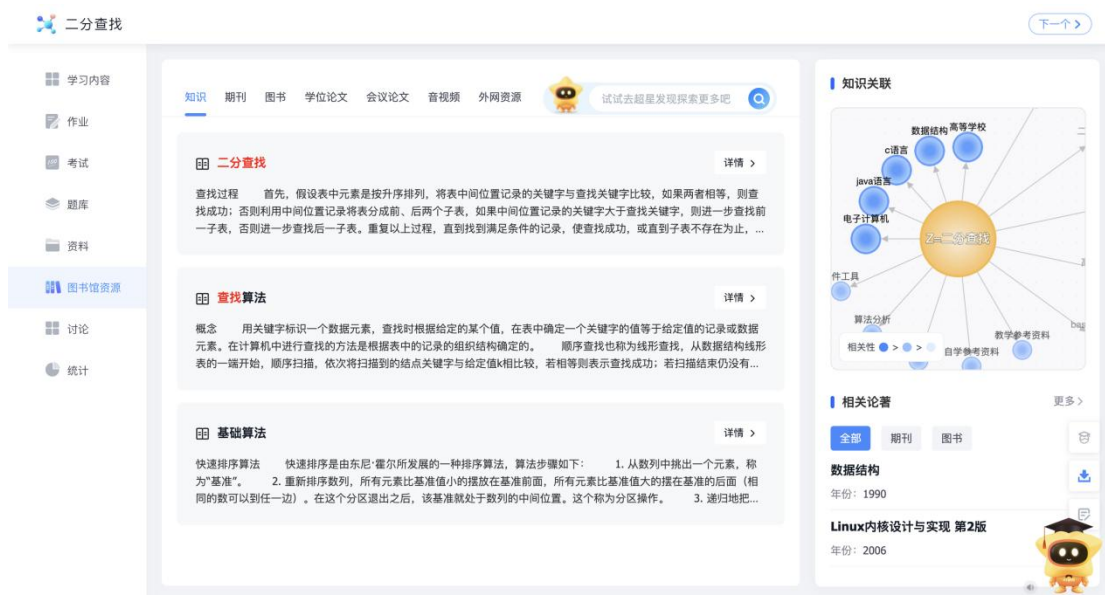 二分查找
下一个 >
学习内容
作业
考试
题库
资料
图书馆资源
讨论
统计
知识 期刊 图书 学位论文 会议论文 音视频 外网资源
试试去超星发现探索更多吧
二分查找
详情 >
查找过程 首先，假设表中元素是按升序排列，将表中间位置记录的关键字与查找关键字比较，如果两者相等，则查
找成功；否则利用中间位置记录将表分成前、后两个子表，如果中间位置记录的关键字大于查找关键字，则进一步查找前
一子表，否则进一步查找后一子表。重复以上过程，直到找到满足条件的记录，使查找成功，或直到子表不存在为止，...
查找算法
详情 >
概念 用关键字标识一个数据元素，查找时根据给定的某个值，在表中确定一个关键字的值等于给定值的记录或数据
元素。在计算机中进行查找的方法是根据表中的记录的组织结构确定的。 顺序查找也称为线形查找，从数据结构线形
表的一端开始，顺序扫描，依次将扫描到的结点关键字与给定值k相比较，若相等则表示查找成功；若扫描结束仍没有...
基础算法
详情 >
快速排序算法 快速排序是由东尼·霍尔所发展的一种排序算法，算法步骤如下： 1. 从数列中挑出一个元素，称
为"基准"。 2. 重新排序数列，所有元素比基准值小的摆放在基准前面，所有元素比基准值大的摆在基准的后面（相
同的数可以到任一边）。在这个分区退出之后，该基准就处于数列的中间位置。这个称为分区操作。 3. 递归地把...
知识关联
数据结构
高等学校
c语言
java语言
电子计算机
Z=二分查找
件工具
算法分析
教学参考资料
自学参考资料
相关性 > >
相关论著
更多 >
全部 期刊 图书
数据结构
年份：1990
Linux内核设计与实现 第2版
年份：2006